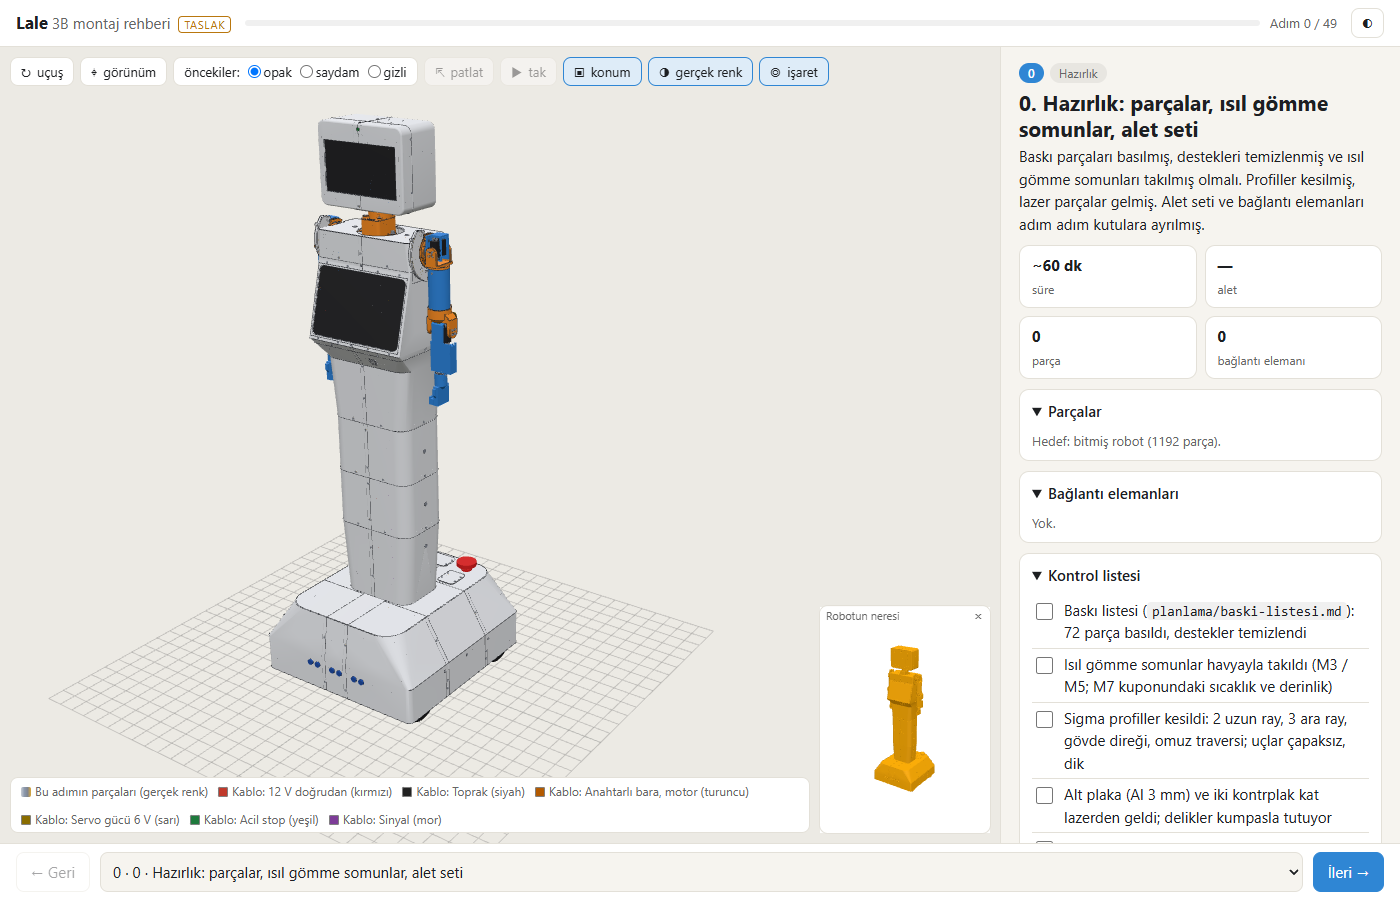 Lale 3B montaj rehberi TASLAK
Adım 0 / 49
uçuş
görünüm
öncekiler: opak saydam gizli
patlat
tak
konum
gerçek renk
işaret
0 Hazırlık
0. Hazırlık: parçalar, ısıl gömme
somunlar, alet seti
Baskı parçaları basılmış, destekleri temizlenmiş ve ısıl
gömme somunları takılmış olmalı. Profiller kesilmiş,
lazer parçalar gelmiş. Alet seti ve bağlantı elemanları
adım adım kutulara ayrılmış.
~60 dk
süre
—
alet
0
parça
0
bağlantı elemanı
Parçalar
Hedef: bitmiş robot (1192 parça).
Bağlantı elemanları
Yok.
Kontrol listesi
Baskı listesi ( planlama/baski-listesi.md ):
72 parça basıldı, destekler temizlendi
Isıl gömme somunlar havyayla takıldı (M3 /
M5; M7 kuponundaki sıcaklık ve derinlik)
Sigma profiller kesildi: 2 uzun ray, 3 ara ray,
gövde direği, omuz traversi; uçlar çapaksız,
dik
Alt plaka (Al 3 mm) ve iki kontrplak kat
lazerden geldi; delikler kumpasla tutuyor
Robotun neresi ×
Bu adımın parçaları (gerçek renk) Kablo: 12 V doğrudan (kırmızı) Kablo: Toprak (siyah) Kablo: Anahtarlı bara, motor (turuncu)
Kablo: Servo gücü 6 V (sarı) Kablo: Acil stop (yeşil) Kablo: Sinyal (mor)
← Geri
0 · 0 · Hazırlık: parçalar, ısıl gömme somunlar, alet seti
İleri →